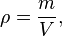 ρ = m/V,